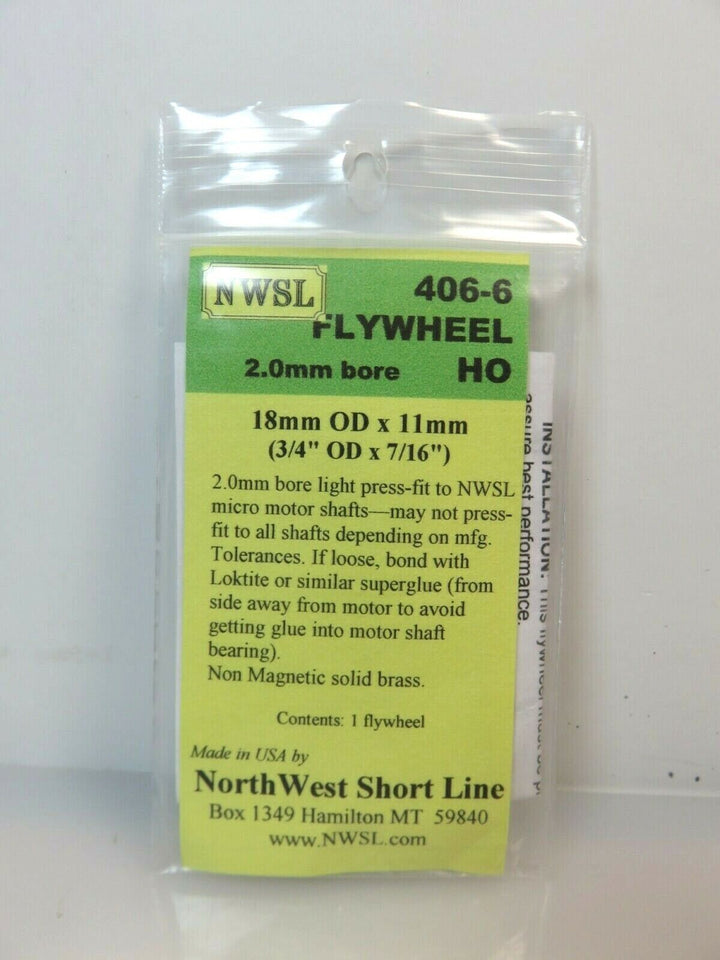 NWSL
406-6
FLYWHEEL
2.0mm bore HO
18mm OD x 11mm
(3/4" OD x 7/16")
2.0mm bore light press-fit to NWSL
micro motor shafts—may not press-
fit to all shafts depending on mfg.
Tolerances. If loose, bond with
Loktite or similar superglue (from
side away from motor to avoid
getting glue into motor shaft
bearing).
Non Magnetic solid brass.
Contents: 1 flywheel
Made in USA by
NorthWest Short Line
Box 1349 Hamilton MT 59840
www.NWSL.com
INSTALLATION: This flywheel must be
assure best performance.